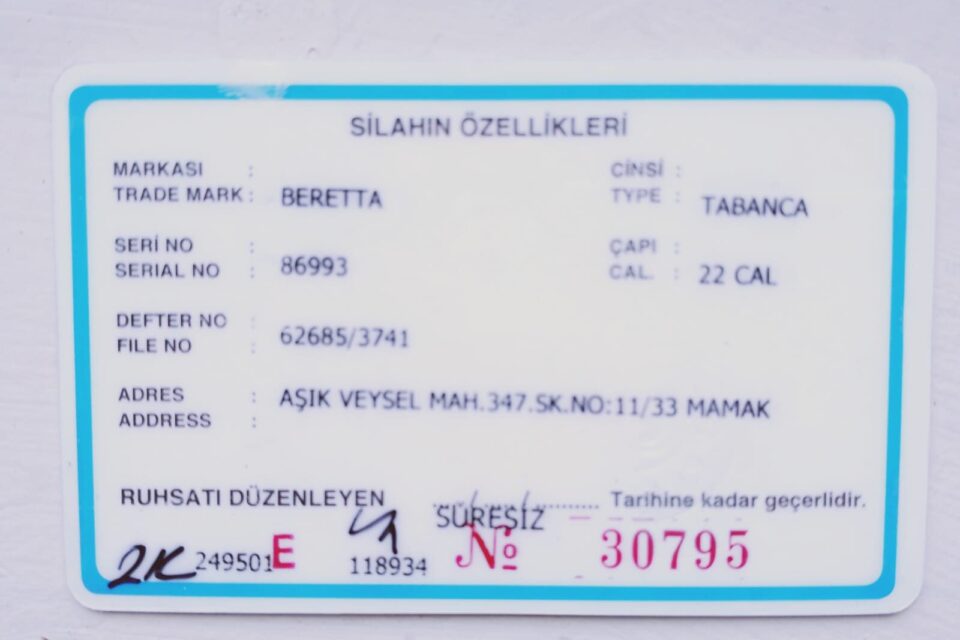 SİLAHIN ÖZELLİKLERİ
MARKASI : CİNSİ :
TRADE MARK : BERETTA TYPE : TABANCA
SERİ NO : ÇAPI :
SERIAL NO : 86993 CAL. : 22 CAL
DEFTER NO :
FILE NO : 62685/3741
ADRES : AŞIK VEYSEL MAH.347.SK.NO:11/33 MAMAK
ADDRESS :
RUHSATI DÜZENLEYEN ....../....../............ Tarihine kadar geçerlidir.
SÜRESİZ
2K 249501 E 118934 No 30795